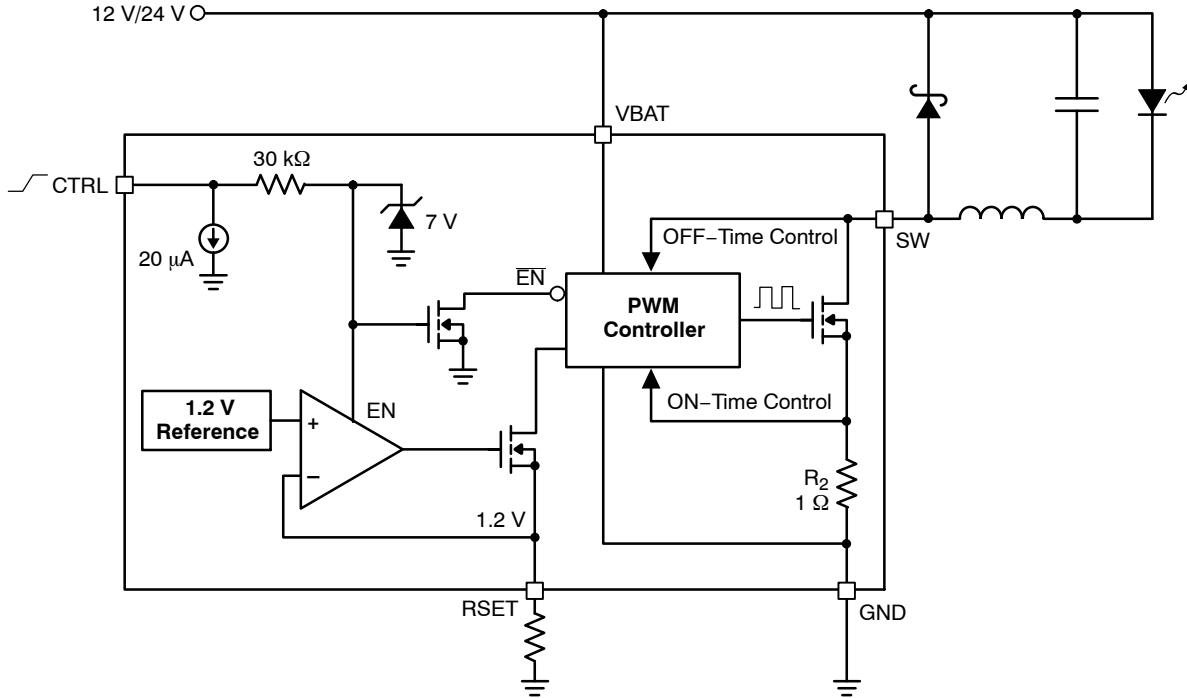 12 V/24 V
VBAT
30 kΩ
CTRL
7 V
20 μA
OFF−Time Control
SW
EN
PWM
Controller
1.2 V
Reference
+
EN
−
ON−Time Control
R2
1 Ω
1.2 V
RSET
GND